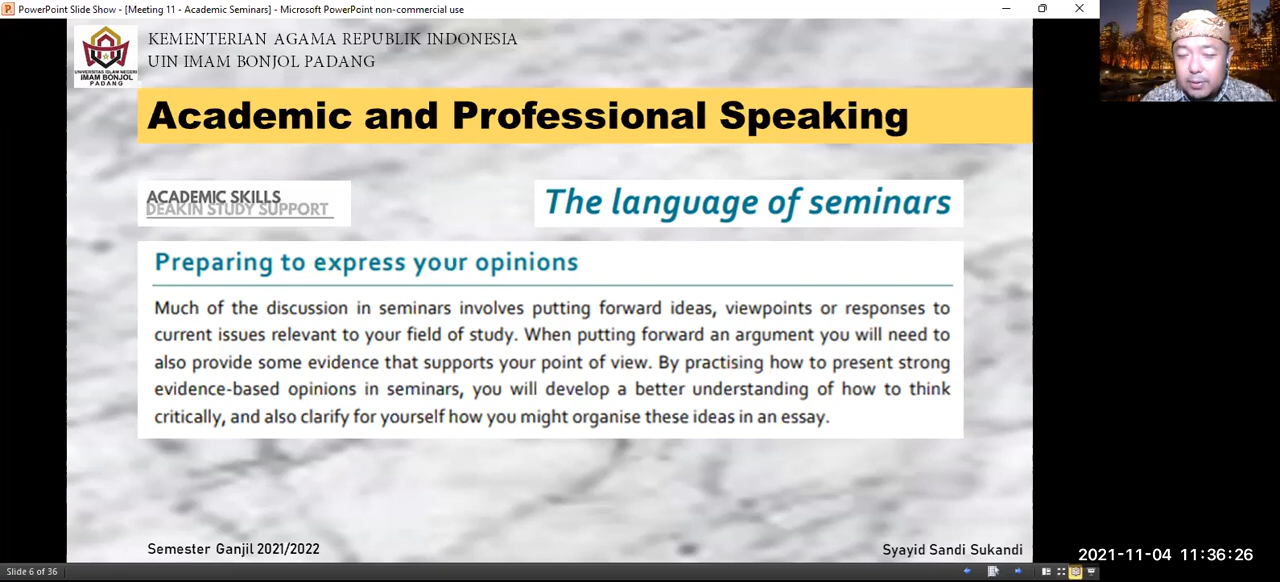 PowerPoint Slide Show - [Meeting 11 - Academic Seminars] - Microsoft PowerPoint non-commercial use
KEMENTERIAN AGAMA REPUBLIK INDONESIA
UIN IMAM BONJOL PADANG
UNIVERSITAS ISLAM NEGERI
IMAM BONJOL
PADANG
Academic and Professional Speaking
ACADEMIC SKILLS
DEAKIN STUDY SUPPORT
The language of seminars
Preparing to express your opinions
Much of the discussion in seminars involves putting forward ideas, viewpoints or responses to
current issues relevant to your field of study. When putting forward an argument you will need to
also provide some evidence that supports your point of view. By practising how to present strong
evidence-based opinions in seminars, you will develop a better understanding of how to think
critically, and also clarify for yourself how you might organise these ideas in an essay.
Semester Ganjil 2021/2022
Syayid Sandi Sukandi
2021-11-04 11:36:26
Slide 6 of 36